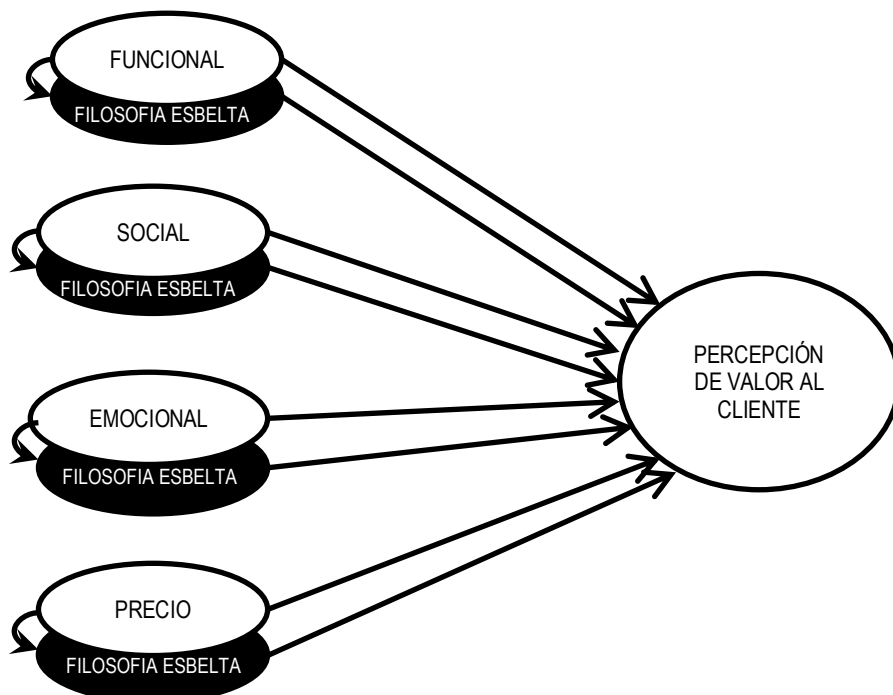 FUNCIONAL
FILOSOFIA ESBELTA
SOCIAL
FILOSOFIA ESBELTA
EMOCIONAL
FILOSOFIA ESBELTA
PRECIO
FILOSOFIA ESBELTA
PERCEPCIÓN
DE VALOR AL
CLIENTE